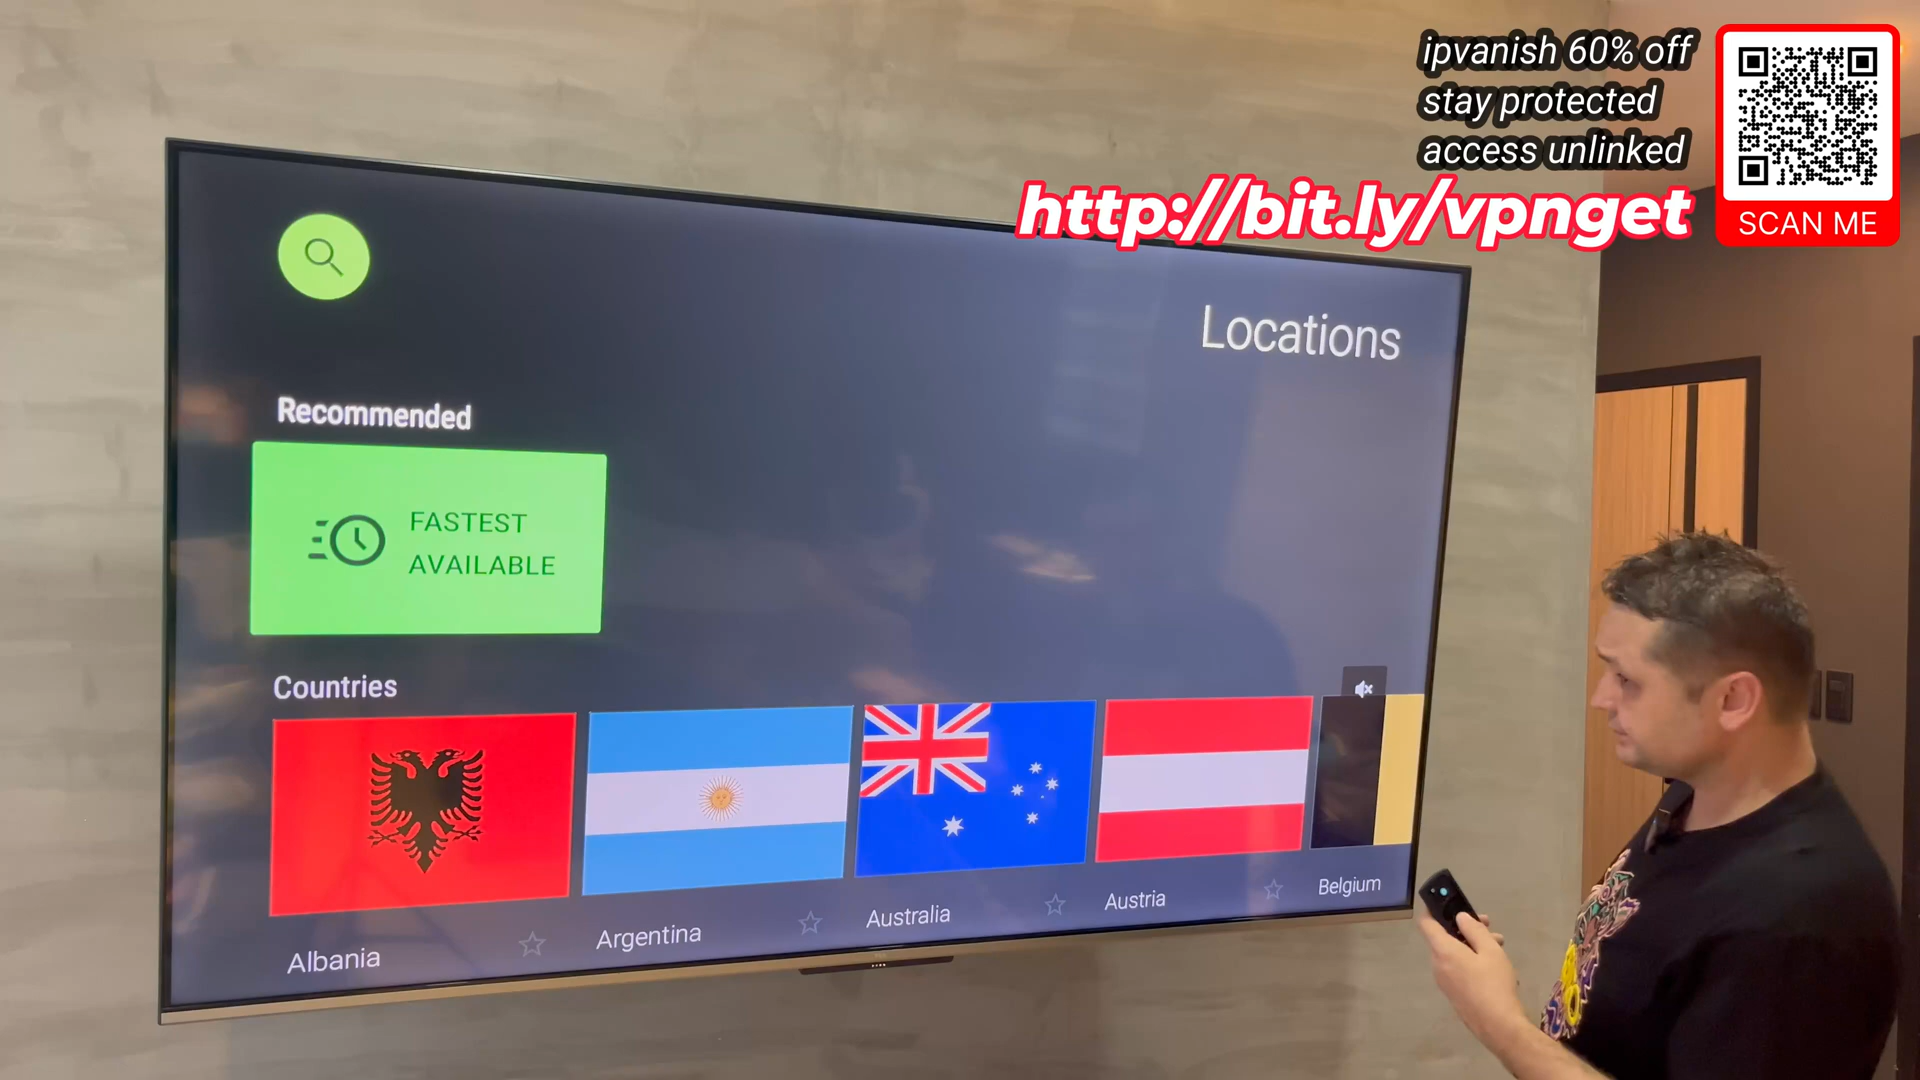 ipvanish 60% off
stay protected
access unlinked
http://bit.ly/vpnget
SCAN ME
Locations
Recommended
FASTEST
AVAILABLE
Countries
Albania
Argentina
Australia
Austria
Belgium